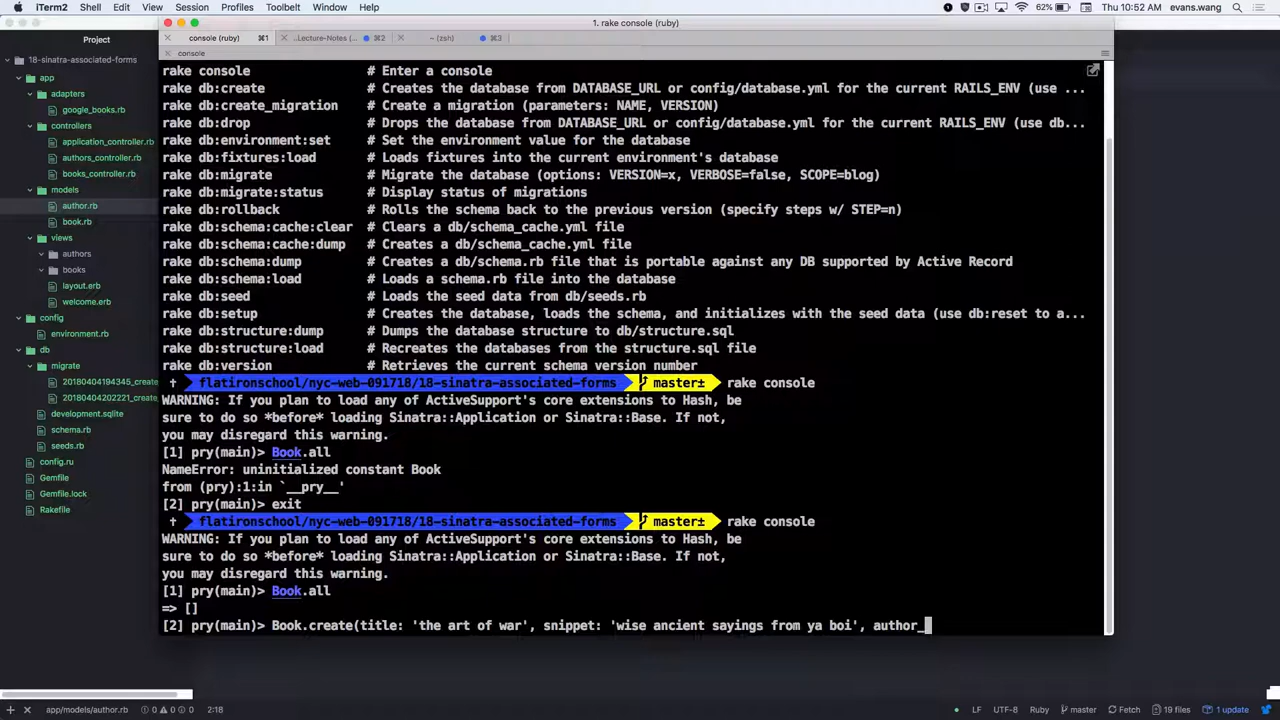 iTerm2 Shell Edit View Session Profiles Toolbelt Window Help 62% Thu 10:52 AM evans.wang
1. rake console (ruby)
Project
console (ruby) ⌘1 ..Lecture-Notes (... ⌘2 ~ (zsh) ⌘3
console
18-sinatra-associated-forms
app
adapters
google_books.rb
controllers
application_controller.rb
authors_controller.rb
books_controller.rb
models
author.rb
book.rb
views
authors
books
layout.erb
welcome.erb
config
environment.rb
db
migrate
20180404194345_create
20180404202221_create
development.sqlite
schema.rb
seeds.rb
config.ru
Gemfile
Gemfile.lock
Rakefile
rake console # Enter a console
rake db:create # Creates the database from DATABASE_URL or config/database.yml for the current RAILS_ENV (use ...
rake db:create_migration # Create a migration (parameters: NAME, VERSION)
rake db:drop # Drops the database from DATABASE_URL or config/database.yml for the current RAILS_ENV (use db...
rake db:environment:set # Set the environment value for the database
rake db:fixtures:load # Loads fixtures into the current environment's database
rake db:migrate # Migrate the database (options: VERSION=x, VERBOSE=false, SCOPE=blog)
rake db:migrate:status # Display status of migrations
rake db:rollback # Rolls the schema back to the previous version (specify steps w/ STEP=n)
rake db:schema:cache:clear # Clears a db/schema_cache.yml file
rake db:schema:cache:dump # Creates a db/schema_cache.yml file
rake db:schema:dump # Creates a db/schema.rb file that is portable against any DB supported by Active Record
rake db:schema:load # Loads a schema.rb file into the database
rake db:seed # Loads the seed data from db/seeds.rb
rake db:setup # Creates the database, loads the schema, and initializes with the seed data (use db:reset to a...
rake db:structure:dump # Dumps the database structure to db/structure.sql
rake db:structure:load # Recreates the databases from the structure.sql file
rake db:version # Retrieves the current schema version number
† flatironschool/nyc-web-091718/18-sinatra-associated-forms master± rake console
WARNING: If you plan to load any of ActiveSupport's core extensions to Hash, be
sure to do so *before* loading Sinatra::Application or Sinatra::Base. If not,
you may disregard this warning.
[1] pry(main)> Book.all
NameError: uninitialized constant Book
from (pry):1:in `__pry__'
[2] pry(main)> exit
† flatironschool/nyc-web-091718/18-sinatra-associated-forms master± rake console
WARNING: If you plan to load any of ActiveSupport's core extensions to Hash, be
sure to do so *before* loading Sinatra::Application or Sinatra::Base. If not,
you may disregard this warning.
[1] pry(main)> Book.all
=> []
[2] pry(main)> Book.create(title: 'the art of war', snippet: 'wise ancient sayings from ya boi', author_
app/models/author.rb 0 0 0 2:18 LF UTF-8 Ruby master Fetch 19 files 1 update